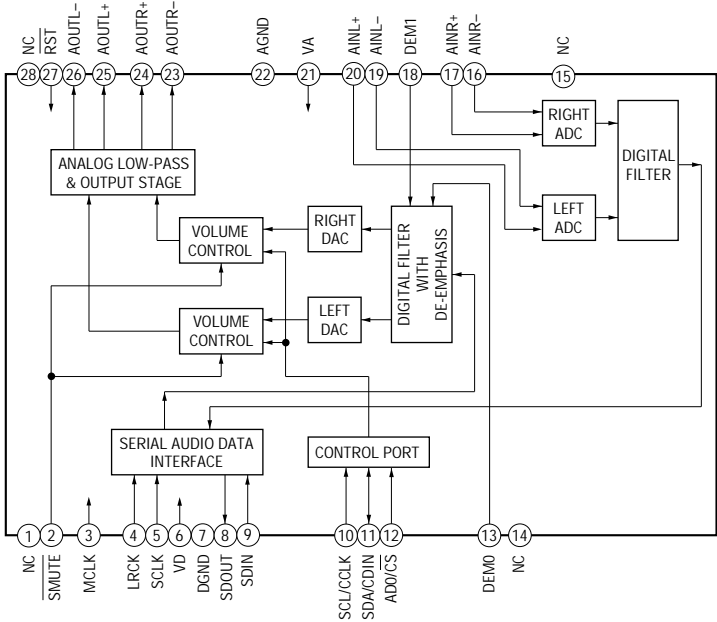 NC
RST
AOUTL–
AOUTL+
AOUTR+
AOUTR–
AGND
VA
AINL+
AINL–
DEM1
AINR+
AINR–
NC
28
27
26
25
24
23
22
21
20
19
18
17
16
15
RIGHT
ADC
DIGITAL
FILTER
ANALOG LOW-PASS
& OUTPUT STAGE
LEFT
ADC
VOLUME
CONTROL
RIGHT
DAC
DIGITAL FILTER
WITH
DE-EMPHASIS
VOLUME
CONTROL
LEFT
DAC
SERIAL AUDIO DATA
INTERFACE
CONTROL PORT
1
2
3
4
5
6
7
8
9
10
11
12
13
14
NC
SMUTE
MCLK
LRCK
SCLK
VD
DGND
SDOUT
SDIN
SCL/CCLK
SDA/CDIN
AD0/CS
DEM0
NC